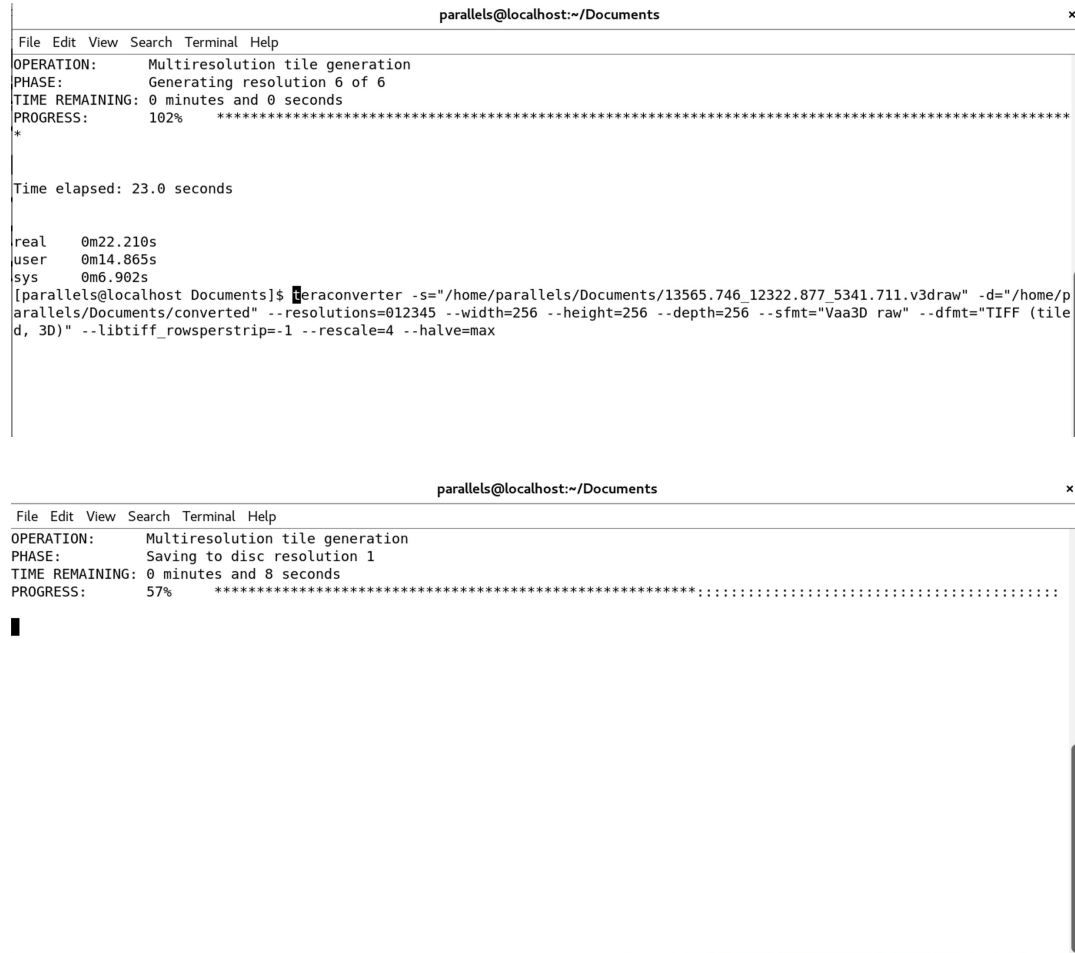 parallels@localhost:~/Documents ×
File Edit View Search Terminal Help
OPERATION: Multiresolution tile generation
PHASE: Generating resolution 6 of 6
TIME REMAINING: 0 minutes and 0 seconds
PROGRESS: 102% *****************************************************************************************************
*
Time elapsed: 23.0 seconds
real 0m22.210s
user 0m14.865s
sys 0m6.902s
[parallels@localhost Documents]$ teraconverter -s="/home/parallels/Documents/13565.746_12322.877_5341.711.v3draw" -d="/home/p
arallels/Documents/converted" --resolutions=012345 --width=256 --height=256 --depth=256 --sfmt="Vaa3D raw" --dfmt="TIFF (tile
d, 3D)" --libtiff_rowsperstrip=-1 --rescale=4 --halve=max
parallels@localhost:~/Documents ×
File Edit View Search Terminal Help
OPERATION: Multiresolution tile generation
PHASE: Saving to disc resolution 1
TIME REMAINING: 0 minutes and 8 seconds
PROGRESS: 57% *********************************************************:::::::::::::::::::::::::::::::::::::::::::